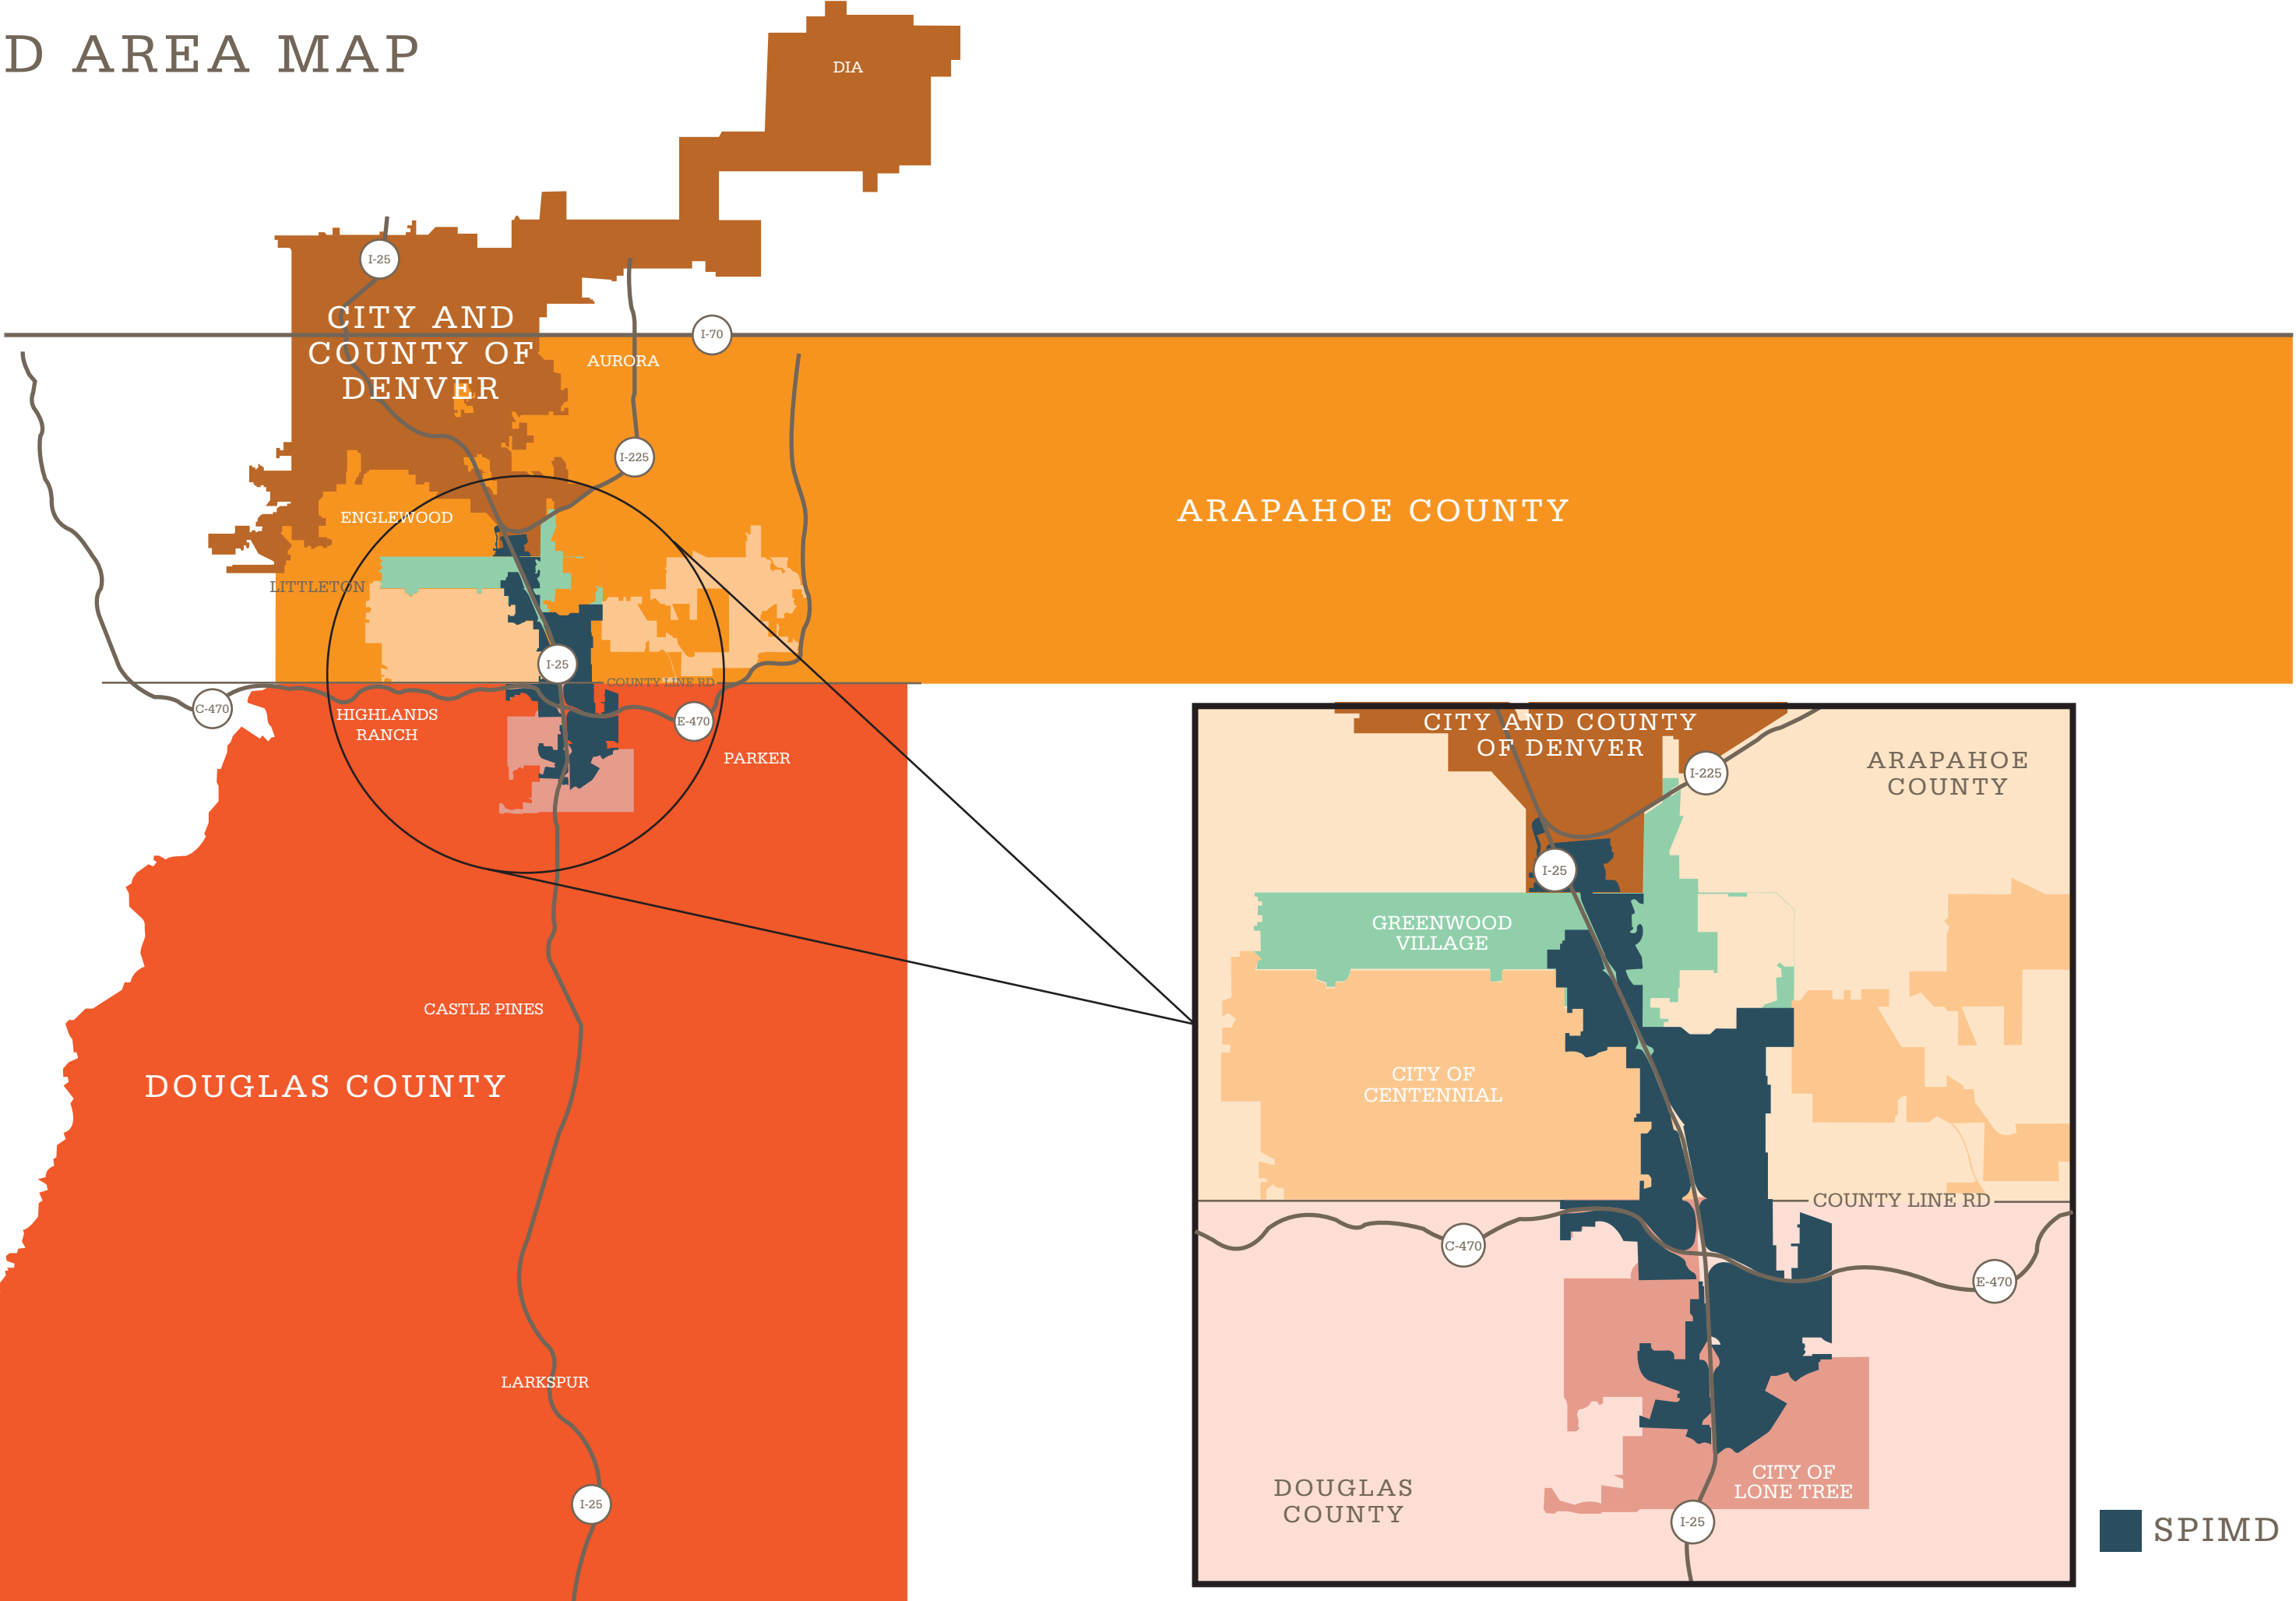 D AREA MAP
DIA
I-25
CITY AND
COUNTY OF
DENVER
I-70
AURORA
I-225
ARAPAHOE COUNTY
ENGLEWOOD
LITTLETON
I-25
COUNTY LINE RD
C-470
E-470
HIGHLANDS
RANCH
PARKER
CASTLE PINES
DOUGLAS COUNTY
LARKSPUR
I-25
CITY AND COUNTY
OF DENVER
ARAPAHOE
COUNTY
I-225
I-25
GREENWOOD
VILLAGE
CITY OF
CENTENNIAL
COUNTY LINE RD
C-470
E-470
CITY OF
LONE TREE
DOUGLAS
COUNTY
I-25
SPIMD